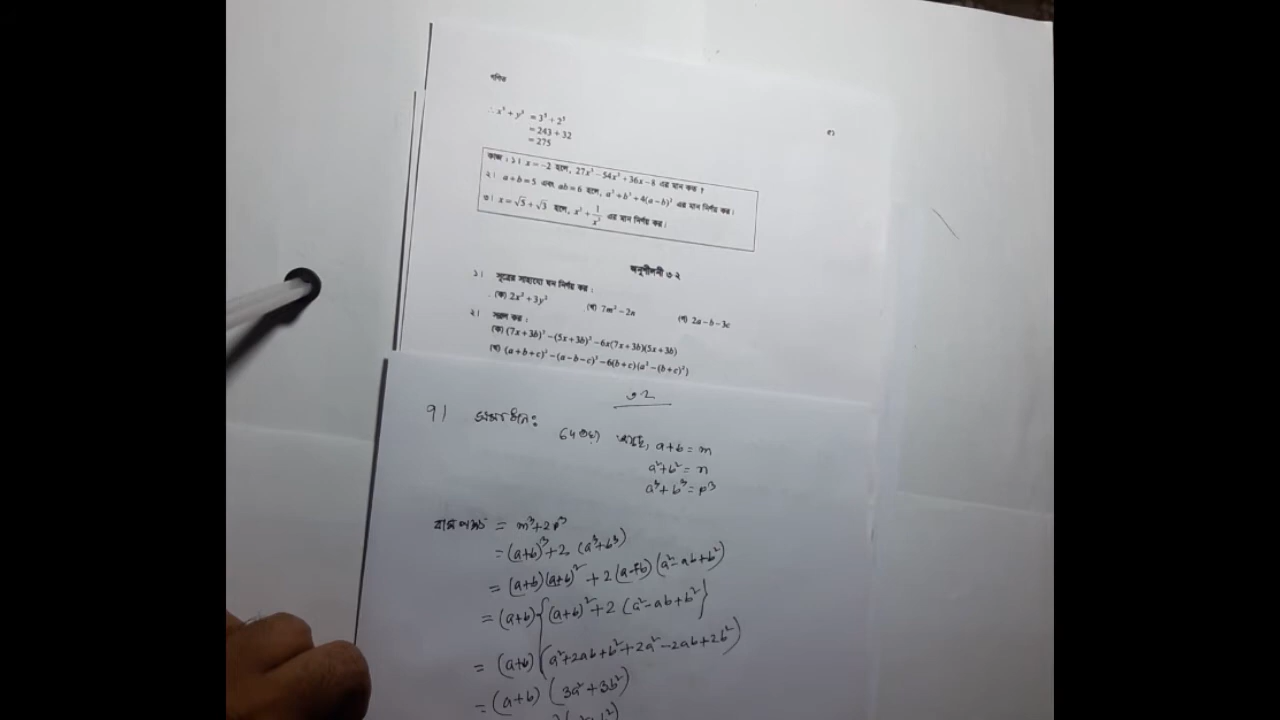 গণিত
৩
∴ x⁵ + y⁵ = 3⁵ + 2⁵
= 243 + 32
= 275
কাজ : ১। x = −2 হলে, 27x³ − 54x² + 36x − 8 এর মান কত ?
২। a + b = 5 এবং ab = 6 হলে, a³ + b³ + 4(a − b)² এর মান নির্ণয় কর।
৩। x = √5 + √3 হলে, x³ + 1/x³ এর মান নির্ণয় কর।
অনুশীলনী ৩·২
১। সূত্রের সাহায্যে ঘন নির্ণয় কর :
(ক) 2x² + 3y² (খ) 7m² − 2n (গ) 2a − b − 3c
২। সরল কর :
(ক) (7x + 3b)³ − (5x + 3b)³ − 6x(7x + 3b)(5x + 3b)
(খ) (a + b + c)³ − (a − b − c)³ − 6(b + c){a² − (b + c)²}
৩·২
৭। সমাধান:
আছে, a+b = m
a²+b² = n
a³+b³ = p3
বামপক্ষ = m³+2p³
= (a+b)³+2. (a³+b³)
= (a+b)(a+b)² + 2(a+b)(a²-ab+b²)
= (a+b){(a+b)²+2(a²-ab+b²}
= (a+b)(a²+2ab+b²+2a²-2ab+2b²)
= (a+b)(3a²+3b²)